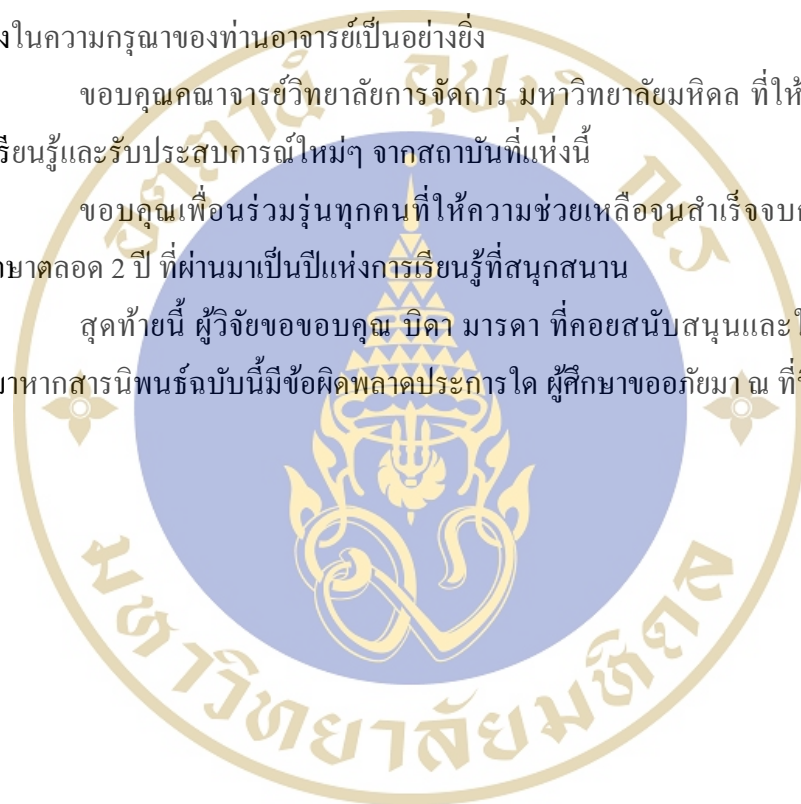 งในความกรุณาของท่านอาจารย์เป็นอย่างยิ่ง
ขอบคุณคณาจารย์วิทยาลัยการจัดการ มหาวิทยาลัยมหิดล ที่ให้
รียนรู้และรับประสบการณ์ใหม่ๆ จากสถาบันที่แห่งนี้
ขอบคุณเพื่อนร่วมรุ่นทุกคนที่ให้ความช่วยเหลือจนสำเร็จจบก
ษาตลอด 2 ปี ที่ผ่านมาเป็นปีแห่งการเรียนรู้ที่สนุกสนาน
สุดท้ายนี้ ผู้วิจัยขอขอบคุณ บิดา มารดา ที่คอยสนับสนุนและใ
มาหากสารนิพนธ์ฉบับนี้มีข้อผิดพลาดประการใด ผู้ศึกษาขออภัยมา ณ ที่นี
อตฺตานํ อุปมํ กเร
มหาวิทยาลัยมหิดล